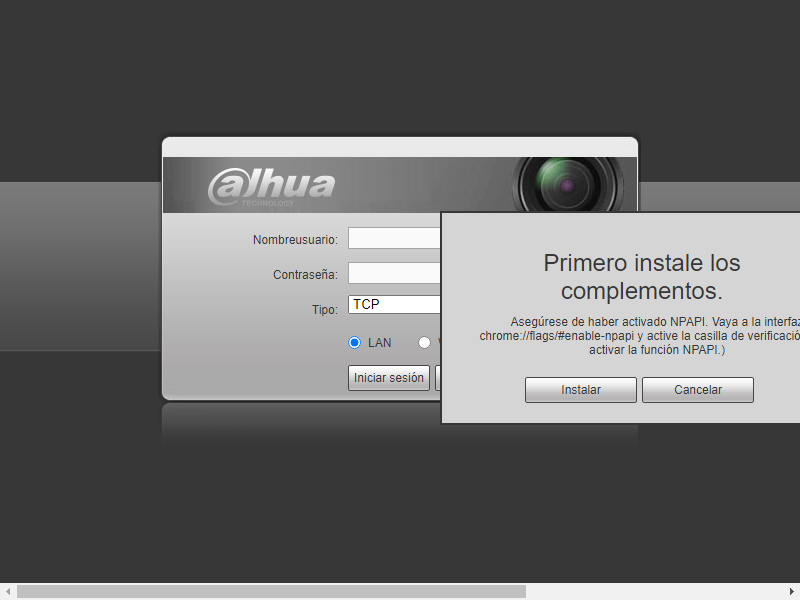 alhua
TECHNOLOGY
Nombreusuario:
Contraseña:
Tipo:
TCP
LAN
Iniciar sesión
Primero instale los
complementos.
Asegúrese de haber activado NPAPI. Vaya a la interfaz
chrome://flags/#enable-npapi y active la casilla de verificació
activar la función NPAPI.)
Instalar
Cancelar